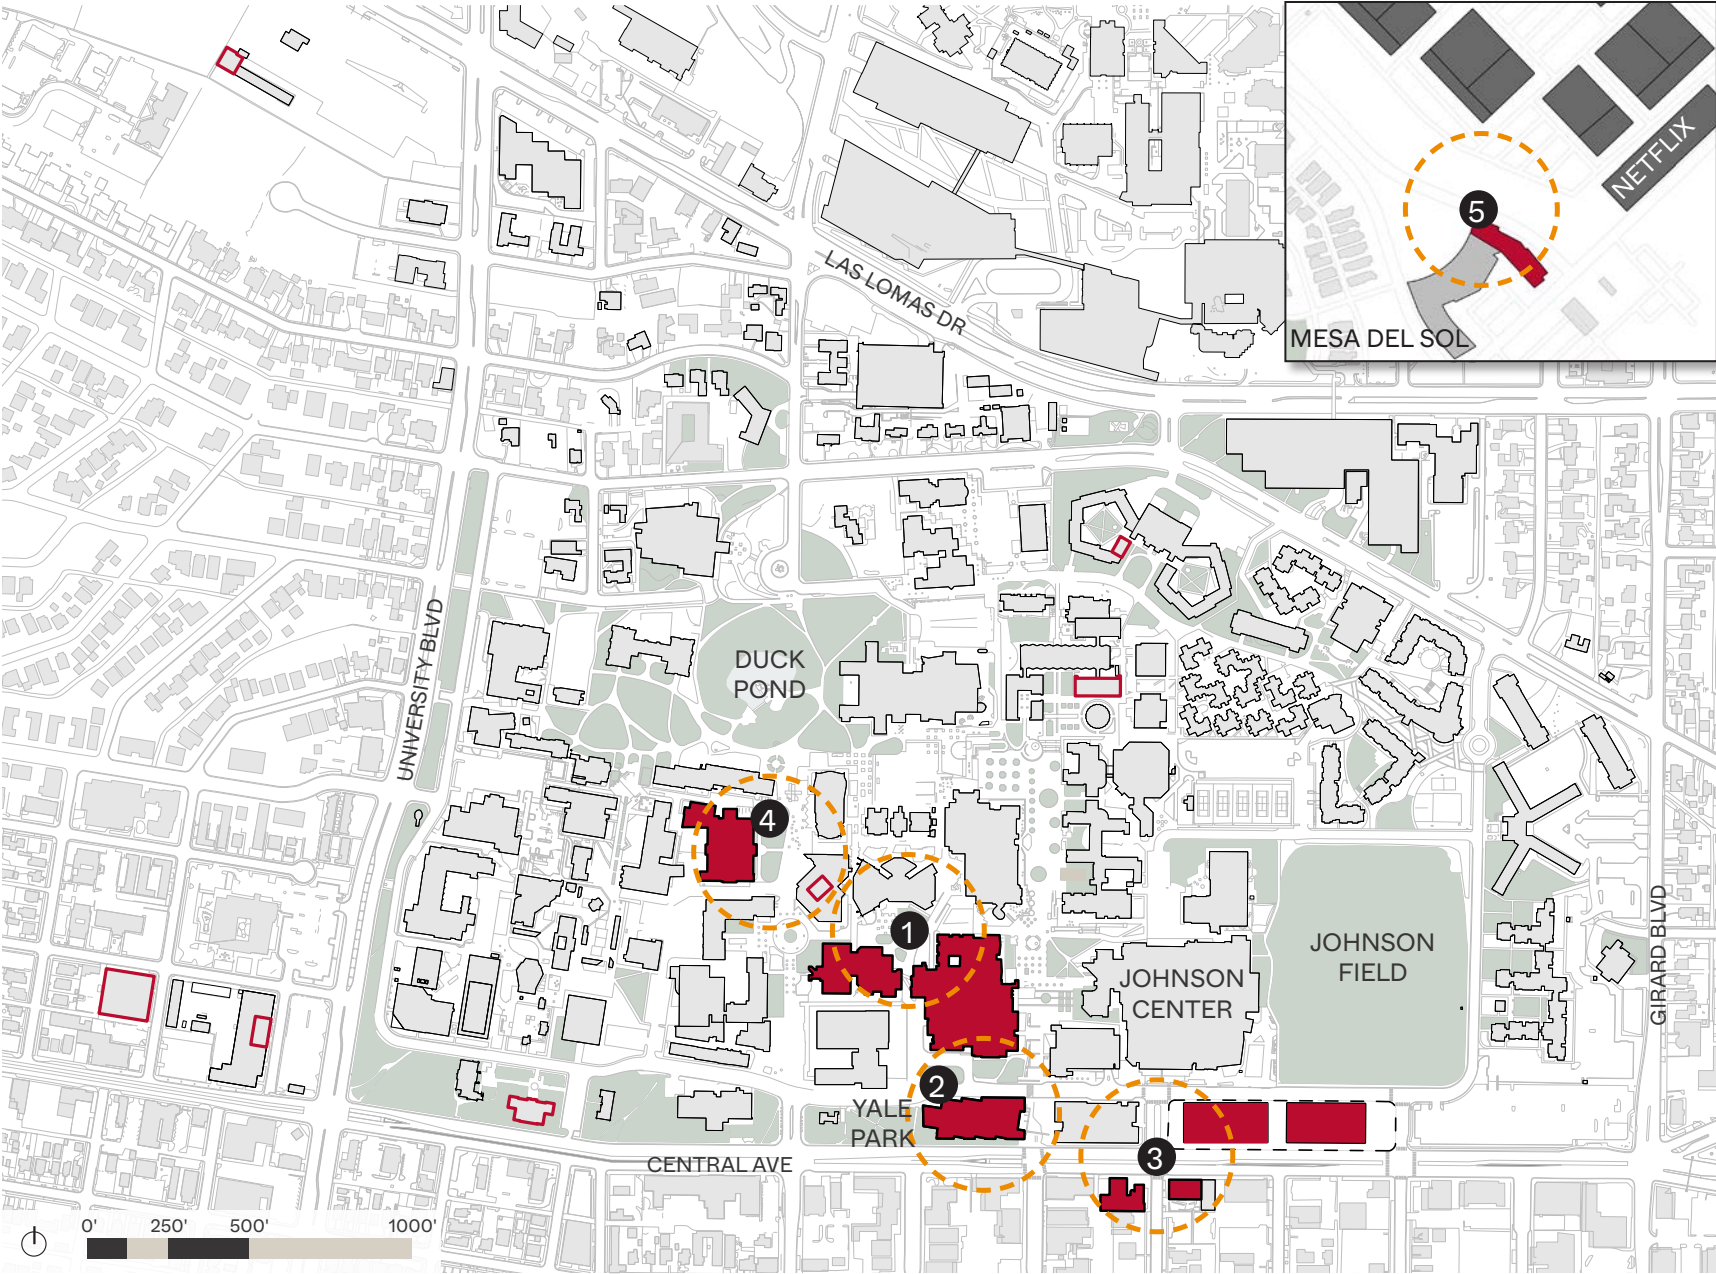 5
NETFLIX
MESA DEL SOL
LAS LOMAS DR
UNIVERSITY BLVD
DUCK
POND
4
1
JOHNSON
FIELD
JOHNSON
CENTER
GIRARD BLVD
2
YALE
PARK
3
CENTRAL AVE
0' 250' 500' 1000'